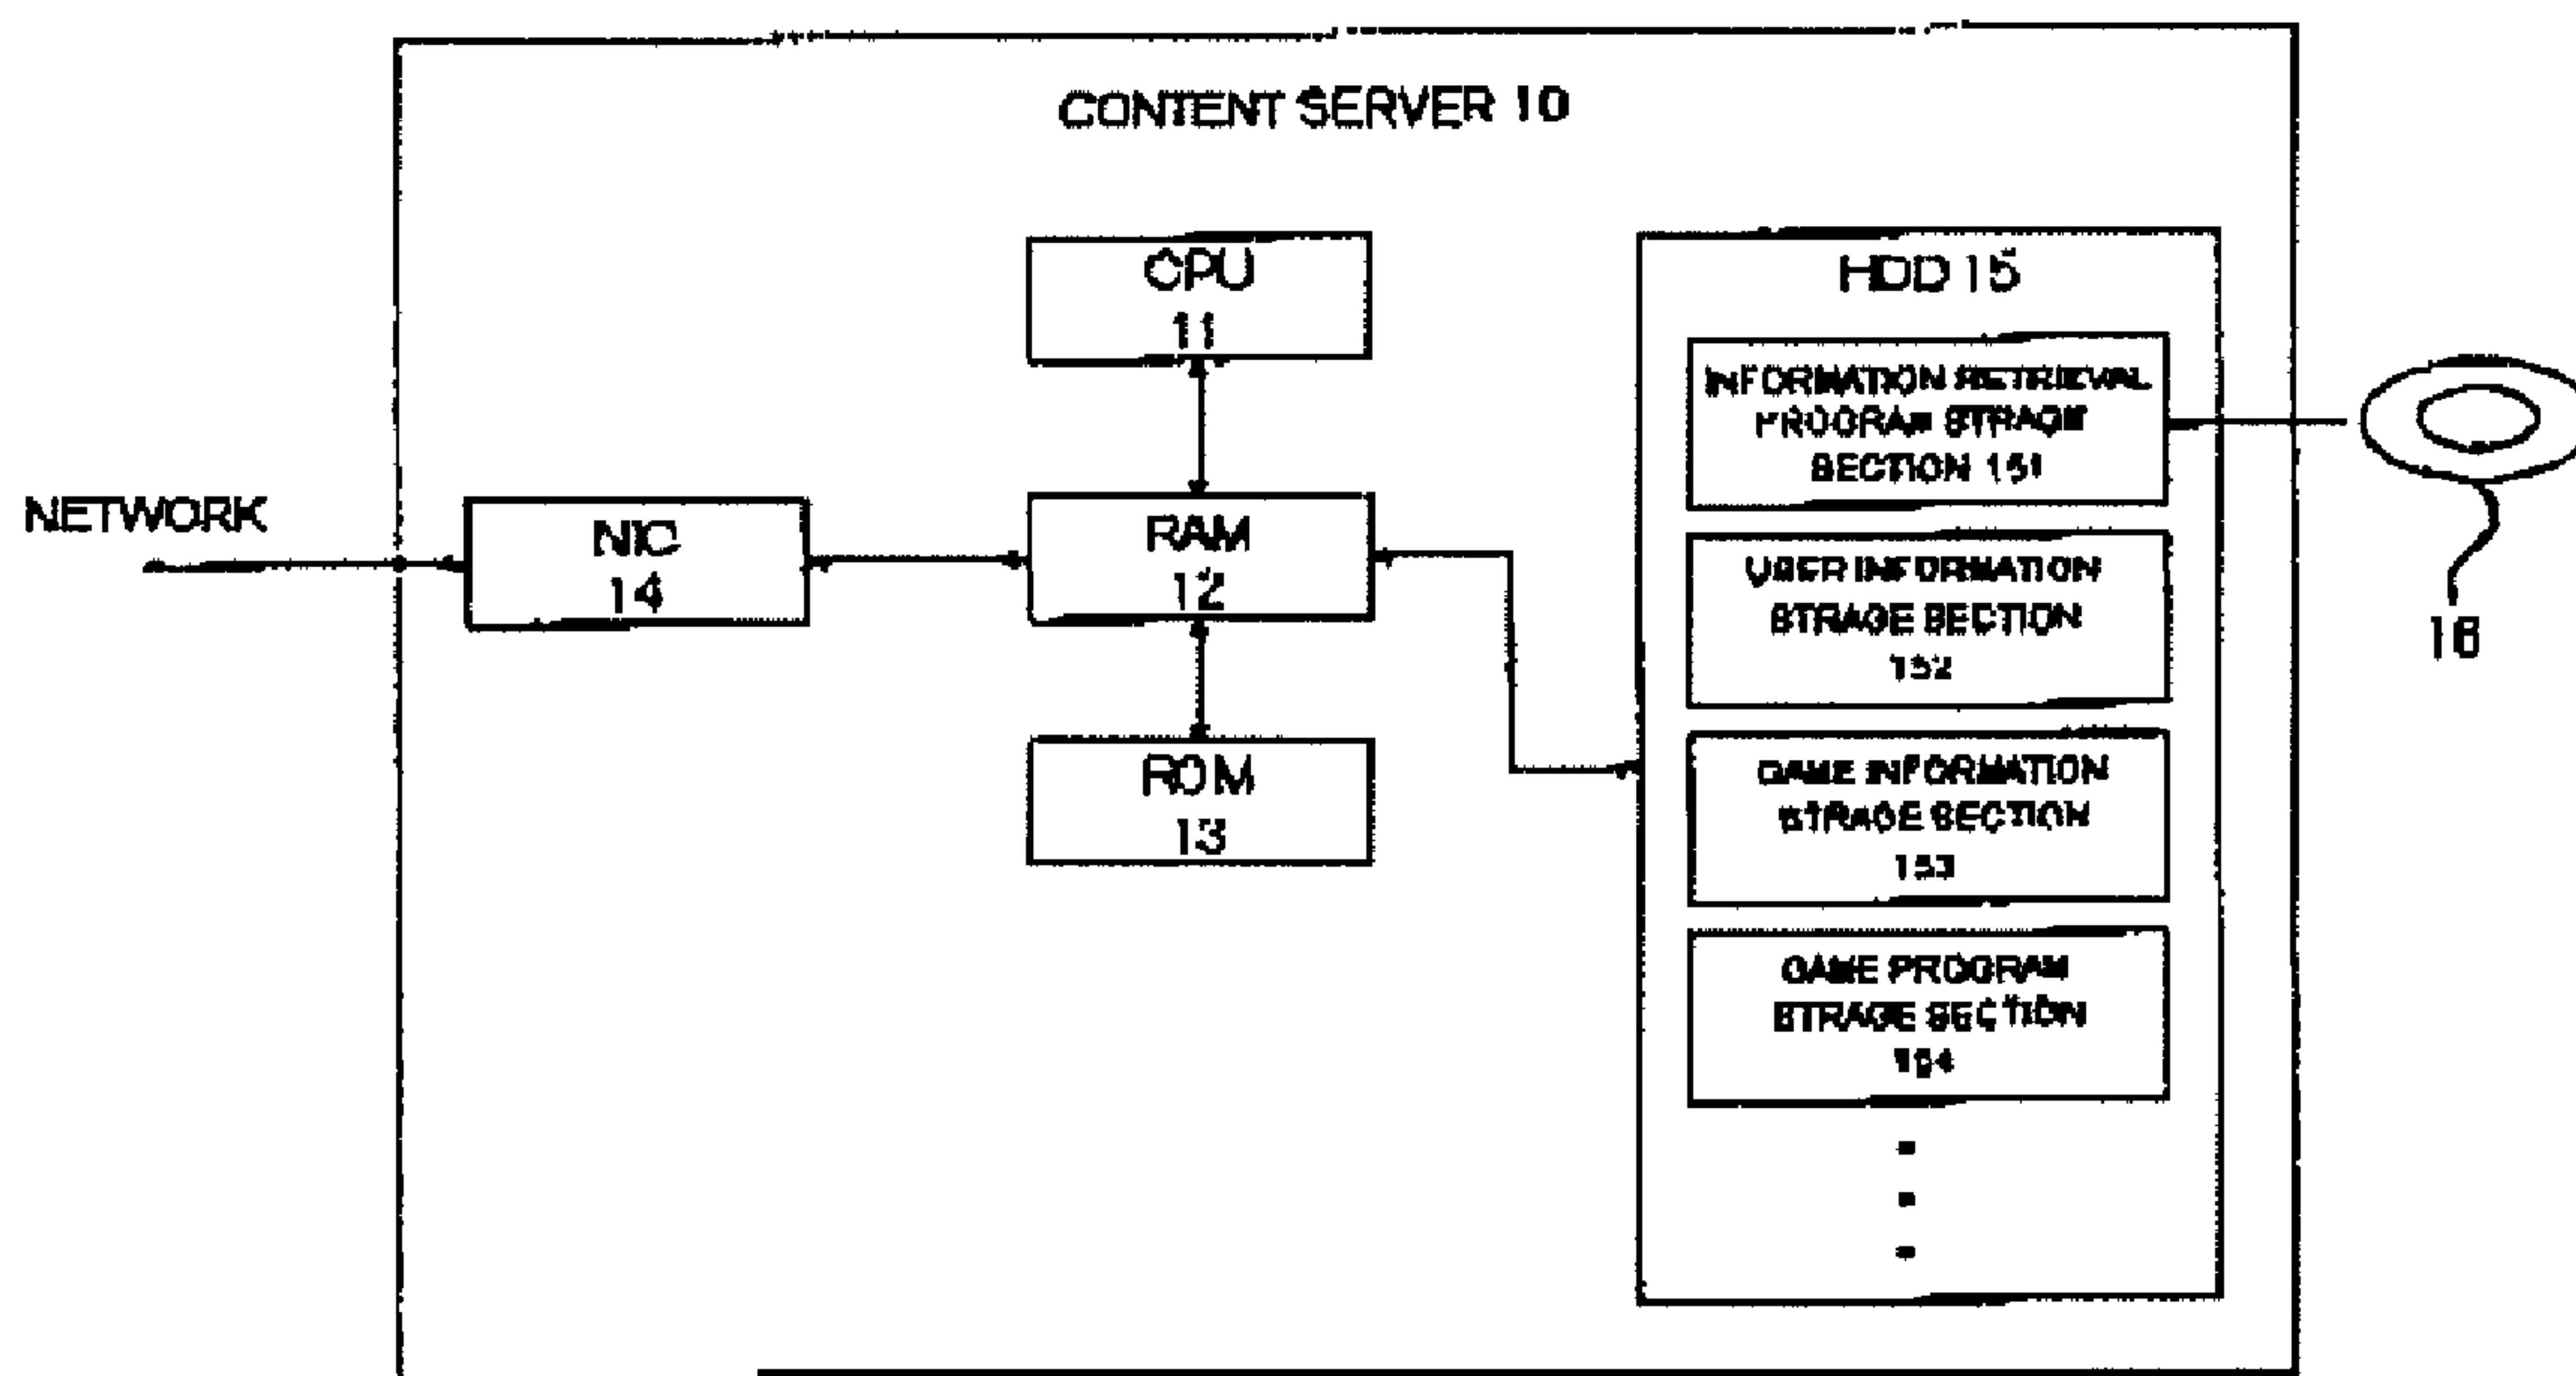 CONTENT SERVER 10
NETWORK
NIC
14
CPU
11
RAM
12
ROM
13
HDD 15
INFORMATION RETRIEVAL
PROGRAM STRAGE
SECTION 151
USER INFORMATION
STRAGE SECTION
152
GAME INFORMATION
STRAGE SECTION
153
GAME PROGRAM
STRAGE SECTION
154
16